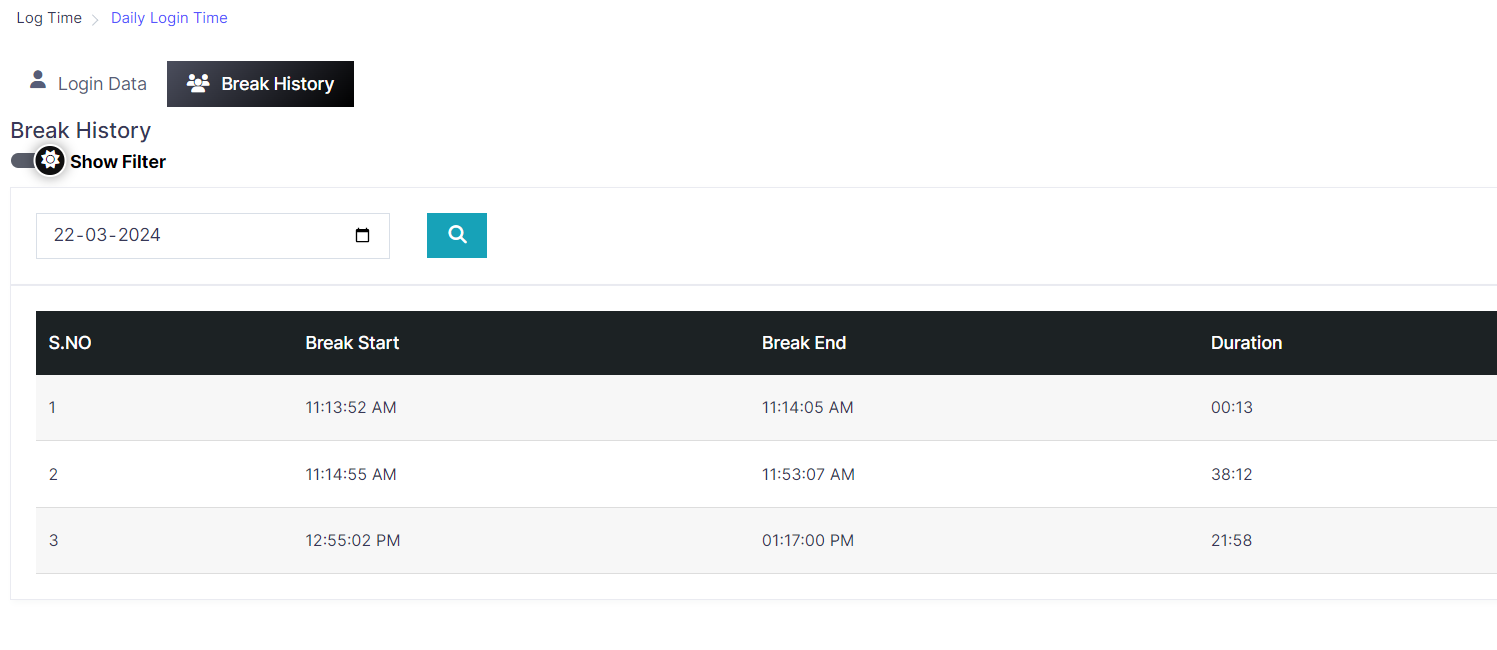 Log Time > Daily Login Time
Login Data Break History
Break History
Show Filter
22-03-2024
S.NO Break Start Break End Duration
1 11:13:52 AM 11:14:05 AM 00:13
2 11:14:55 AM 11:53:07 AM 38:12
3 12:55:02 PM 01:17:00 PM 21:58